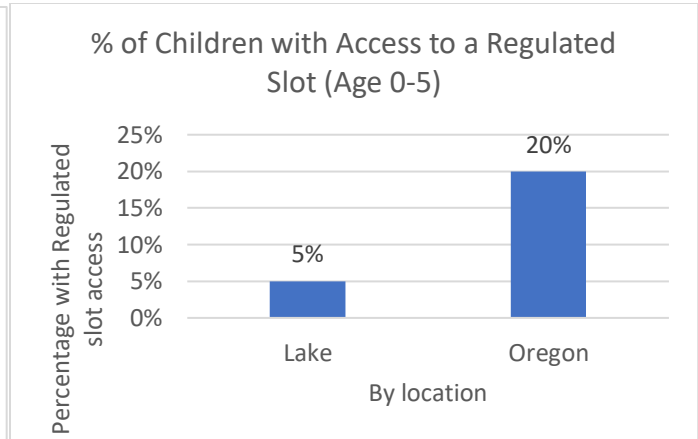 % of Children with Access to a Regulated
Slot (Age 0-5)
Percentage with Regulated
slot access
25%
20%
15%
10%
5%
0%
5%
20%
Lake
Oregon
By location